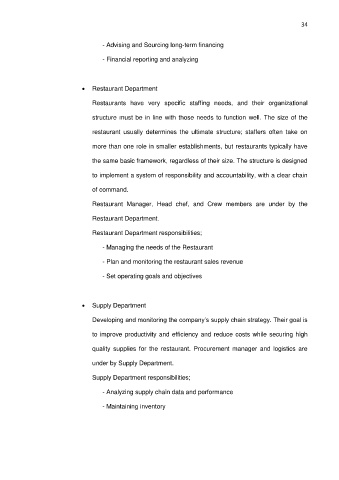 34
- Advising and Sourcing long-term financing
- Financial reporting and analyzing
• Restaurant Department
Restaurants have very specific staffing needs, and their organizational
structure must be in line with those needs to function well. The size of the
restaurant usually determines the ultimate structure; staffers often take on
more than one role in smaller establishments, but restaurants typically have
the same basic framework, regardless of their size. The structure is designed
to implement a system of responsibility and accountability, with a clear chain
of command.
Restaurant Manager, Head chef, and Crew members are under by the
Restaurant Department.
Restaurant Department responsibilities;
- Managing the needs of the Restaurant
- Plan and monitoring the restaurant sales revenue
- Set operating goals and objectives
• Supply Department
Developing and monitoring the company's supply chain strategy. Their goal is
to improve productivity and efficiency and reduce costs while securing high
quality supplies for the restaurant. Procurement manager and logistics are
under by Supply Department.
Supply Department responsibilities;
- Analyzing supply chain data and performance
- Maintaining inventory